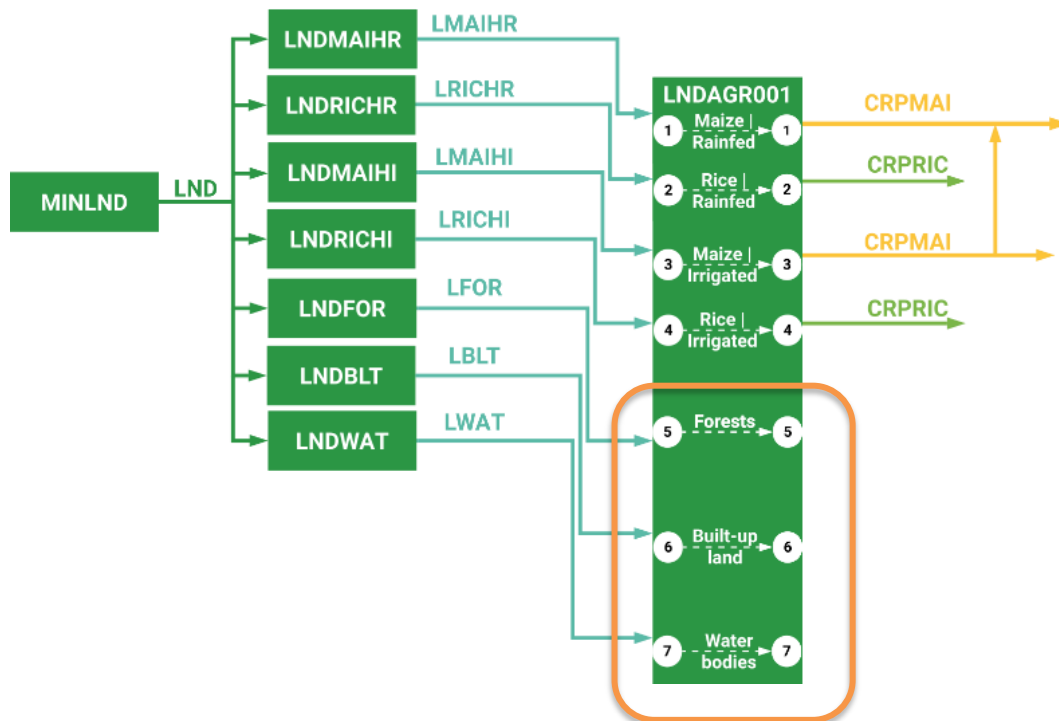 MINLND
LND
LNDMAIHR
LNDRICHR
LNDMAIHI
LNDRICHI
LNDFOR
LNDBLT
LNDWAT
LMAIHR
LRICHR
LMAIHI
LRICHI
LFOR
LBLT
LWAT
LNDAGR001
1 Maize | 1
Rainfed
2 Rice | 2
Rainfed
3 Maize | 3
Irrigated
4 Rice | 4
Irrigated
5 Forests 5
6 Built-up 6
land
7 Water 7
bodies
CRPMAI
CRPRIC
CRPMAI
CRPRIC